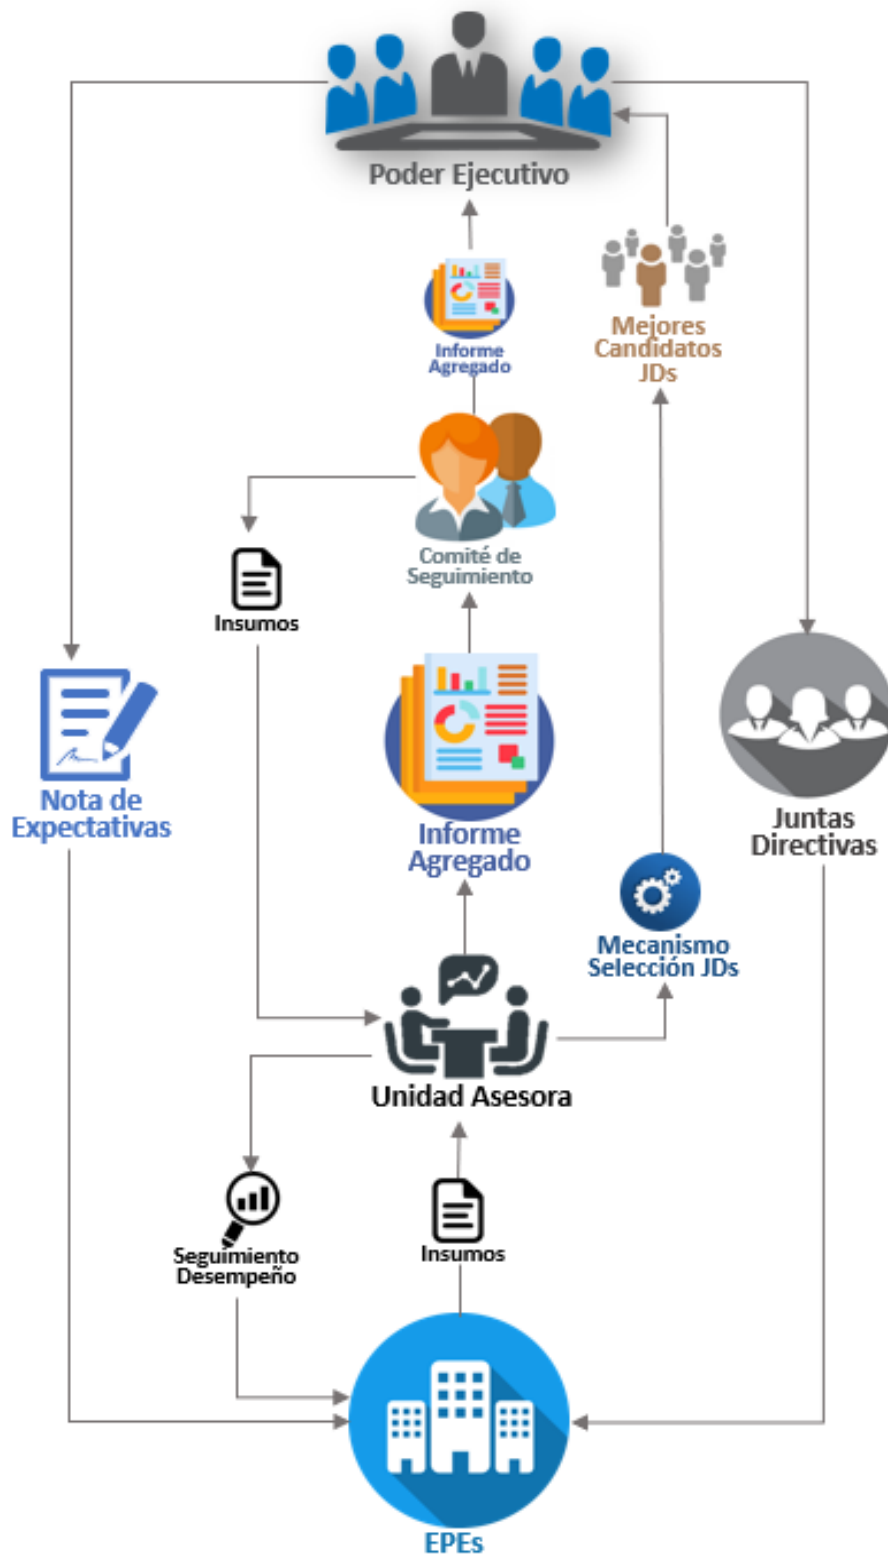 Poder Ejecutivo
Informe
Agregado
Mejores
Candidatos
JDs
Comité de
Seguimiento
Insumos
Nota de
Expectativas
Informe
Agregado
Juntas
Directivas
Mecanismo
Selección JDs
Unidad Asesora
Seguimiento
Desempeño
Insumos
EPEs